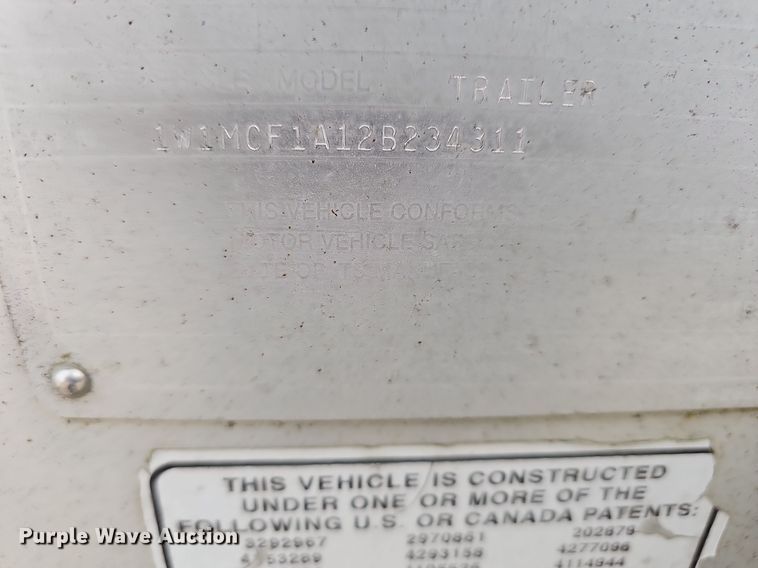 MODEL TRAILER
1W1MCF1A12B234311
THIS VEHICLE CONFORMS
MOTOR VEHICLE
THIS VEHICLE IS CONSTRUCTED
UNDER ONE OR MORE OF THE
FOLLOWING U.S. OR CANADA PATENTS:
3292967 2970861 202879
4293158 4277098
4114944
Purple Wave Auction